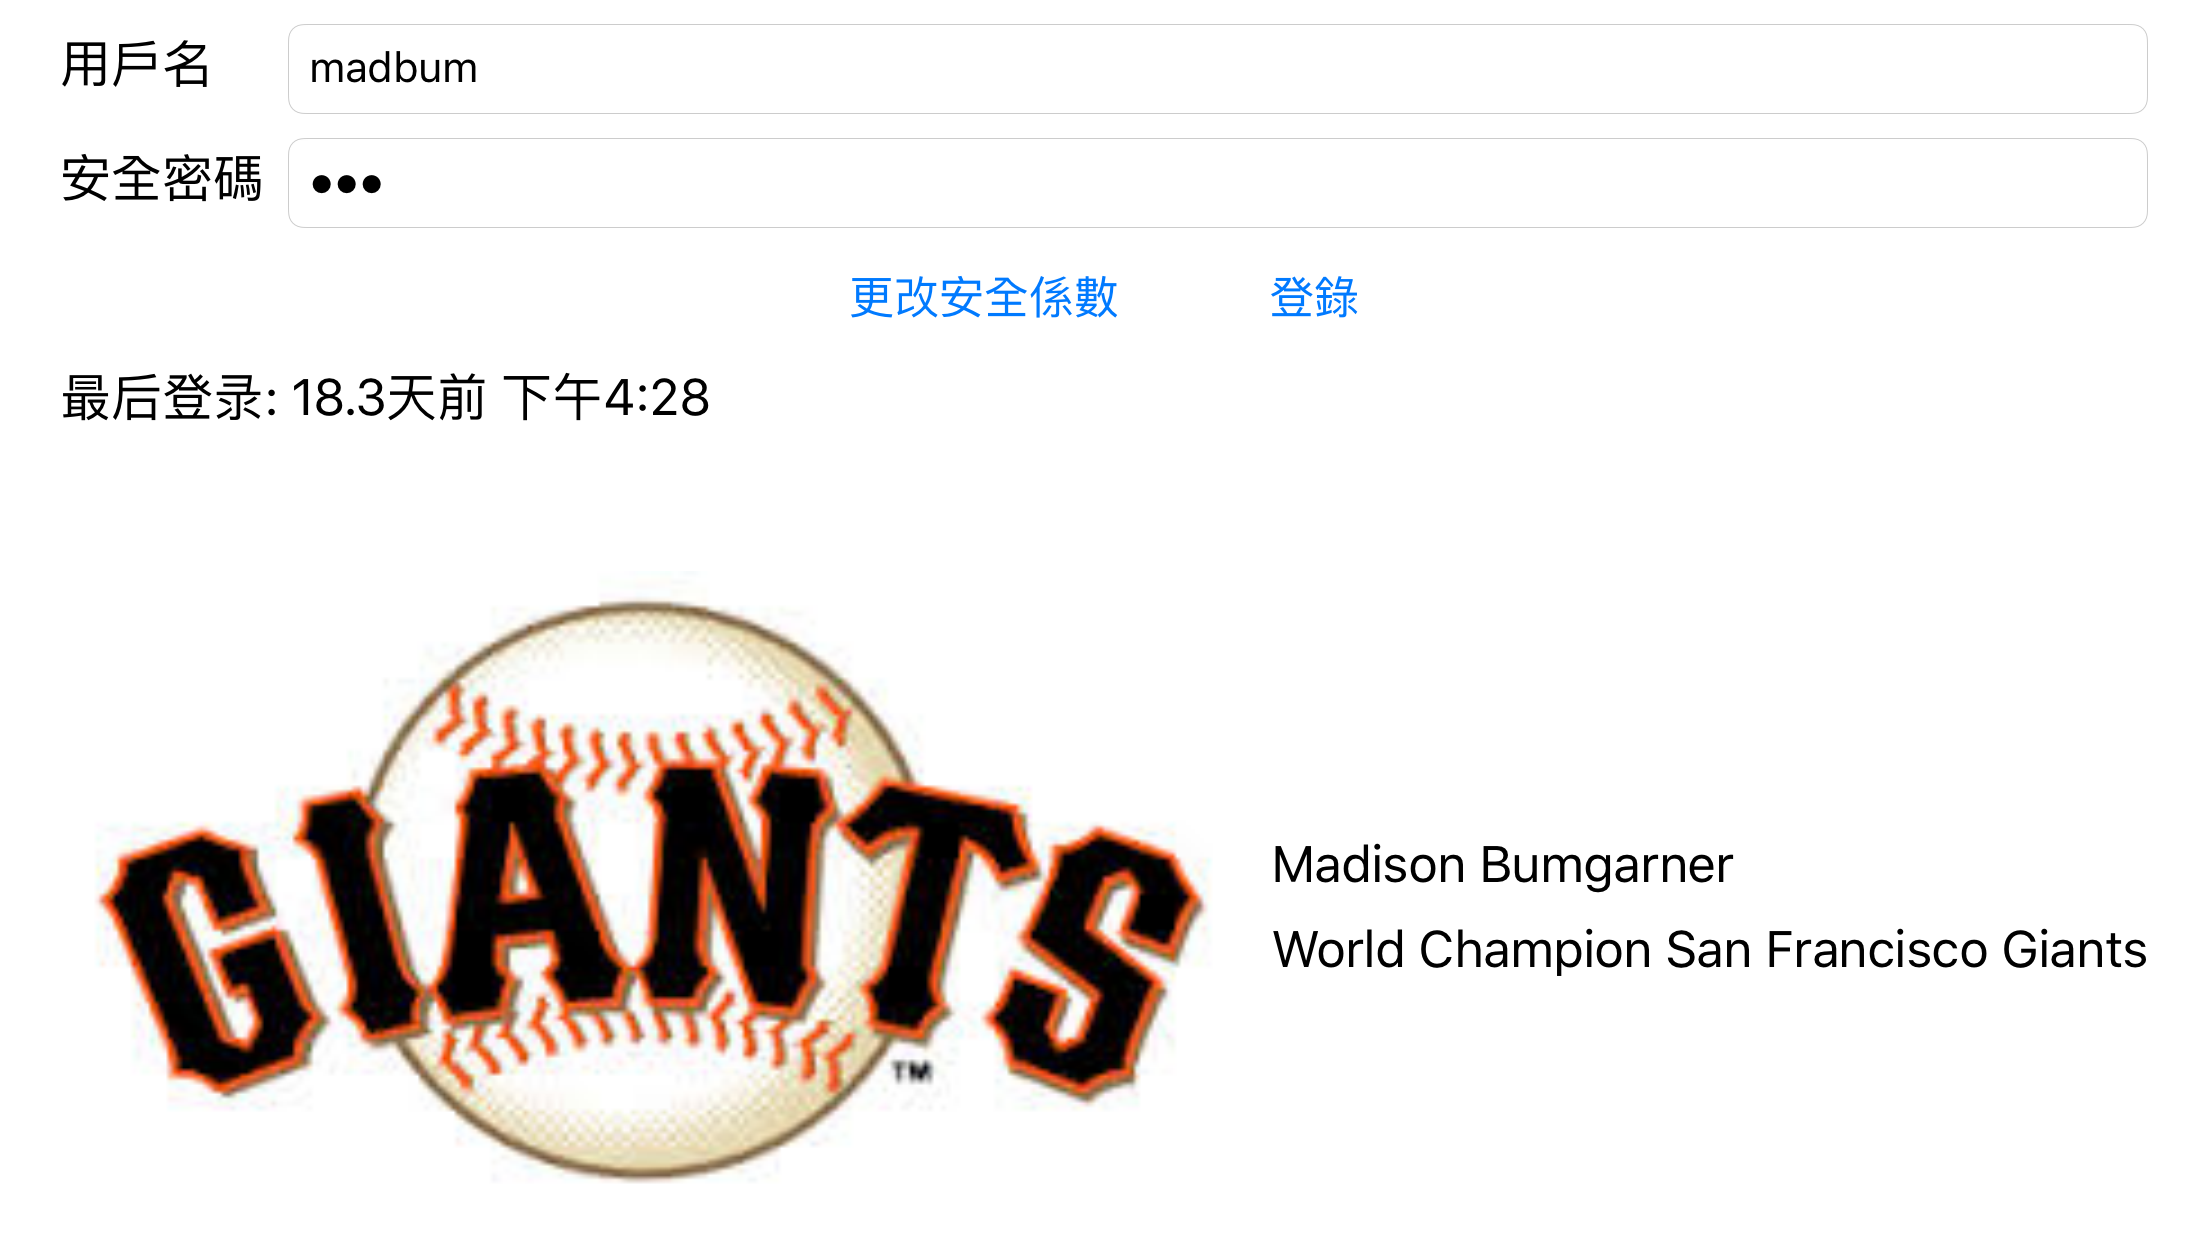 用戶名 madbum
安全密碼 •••
更改安全係數 登錄
最后登录: 18.3天前 下午4:28
GIANTS
TM
Madison Bumgarner
World Champion San Francisco Giants